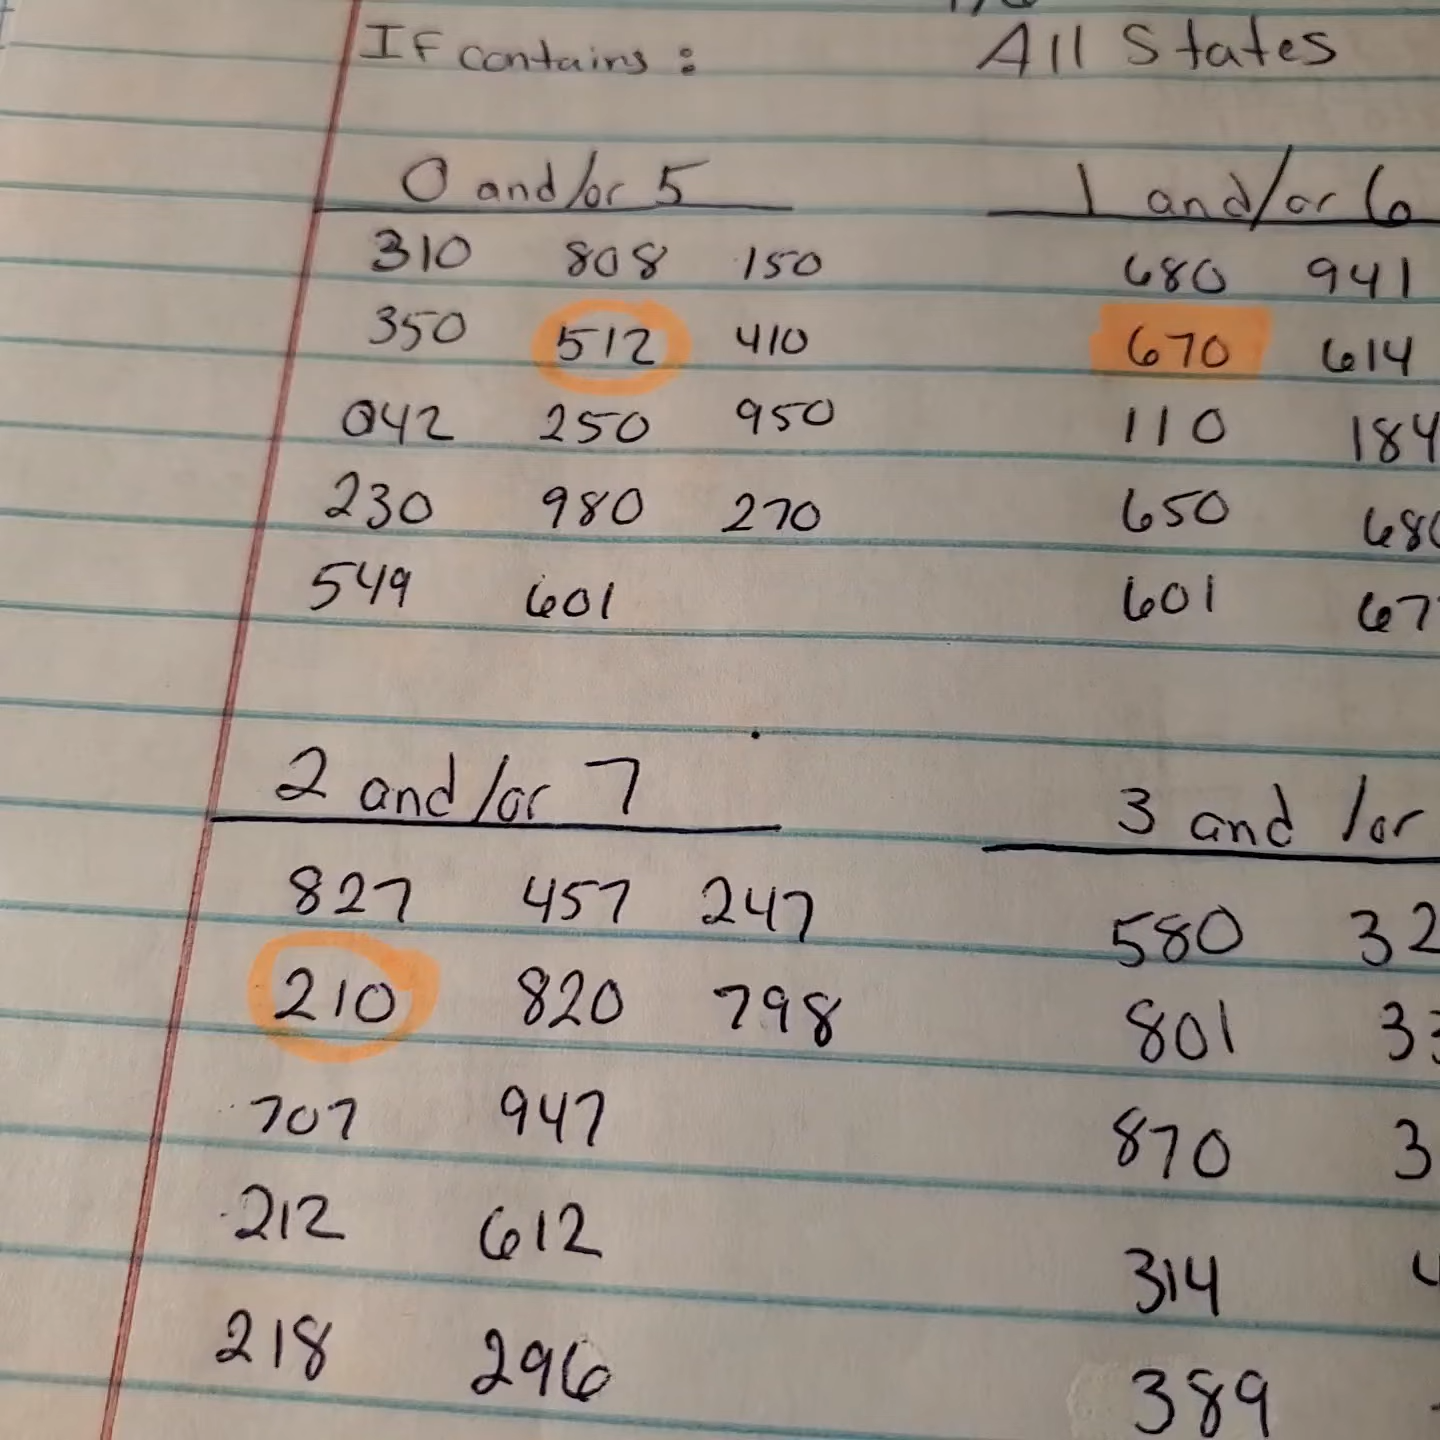 IF contains: All States
0 and/or 5 1 and/or 6
310 808 150 680 941
350 512 410 670 614
042 250 950 110 184
230 980 270 650
549 601 601
2 and/or 7 3 and /or
827 457 247 580
210 820 798 801
707 947 870
212 612 314
218 296 389